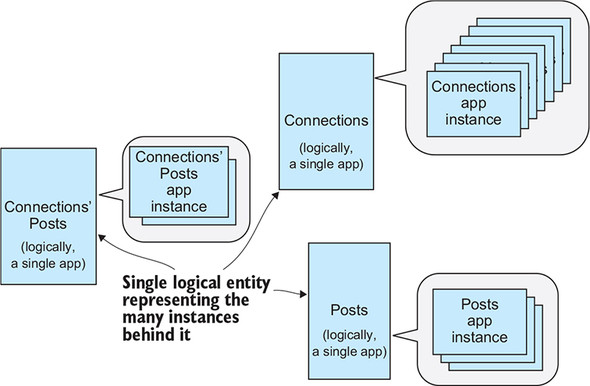 Connections
app
instance
Connections
(logically,
a single app)
Connections’
Posts
app
instance
Connections’
Posts
(logically,
a single app)
Single logical entity
representing the
many instances
behind it
Posts
(logically,
a single app)
Posts
app
instance